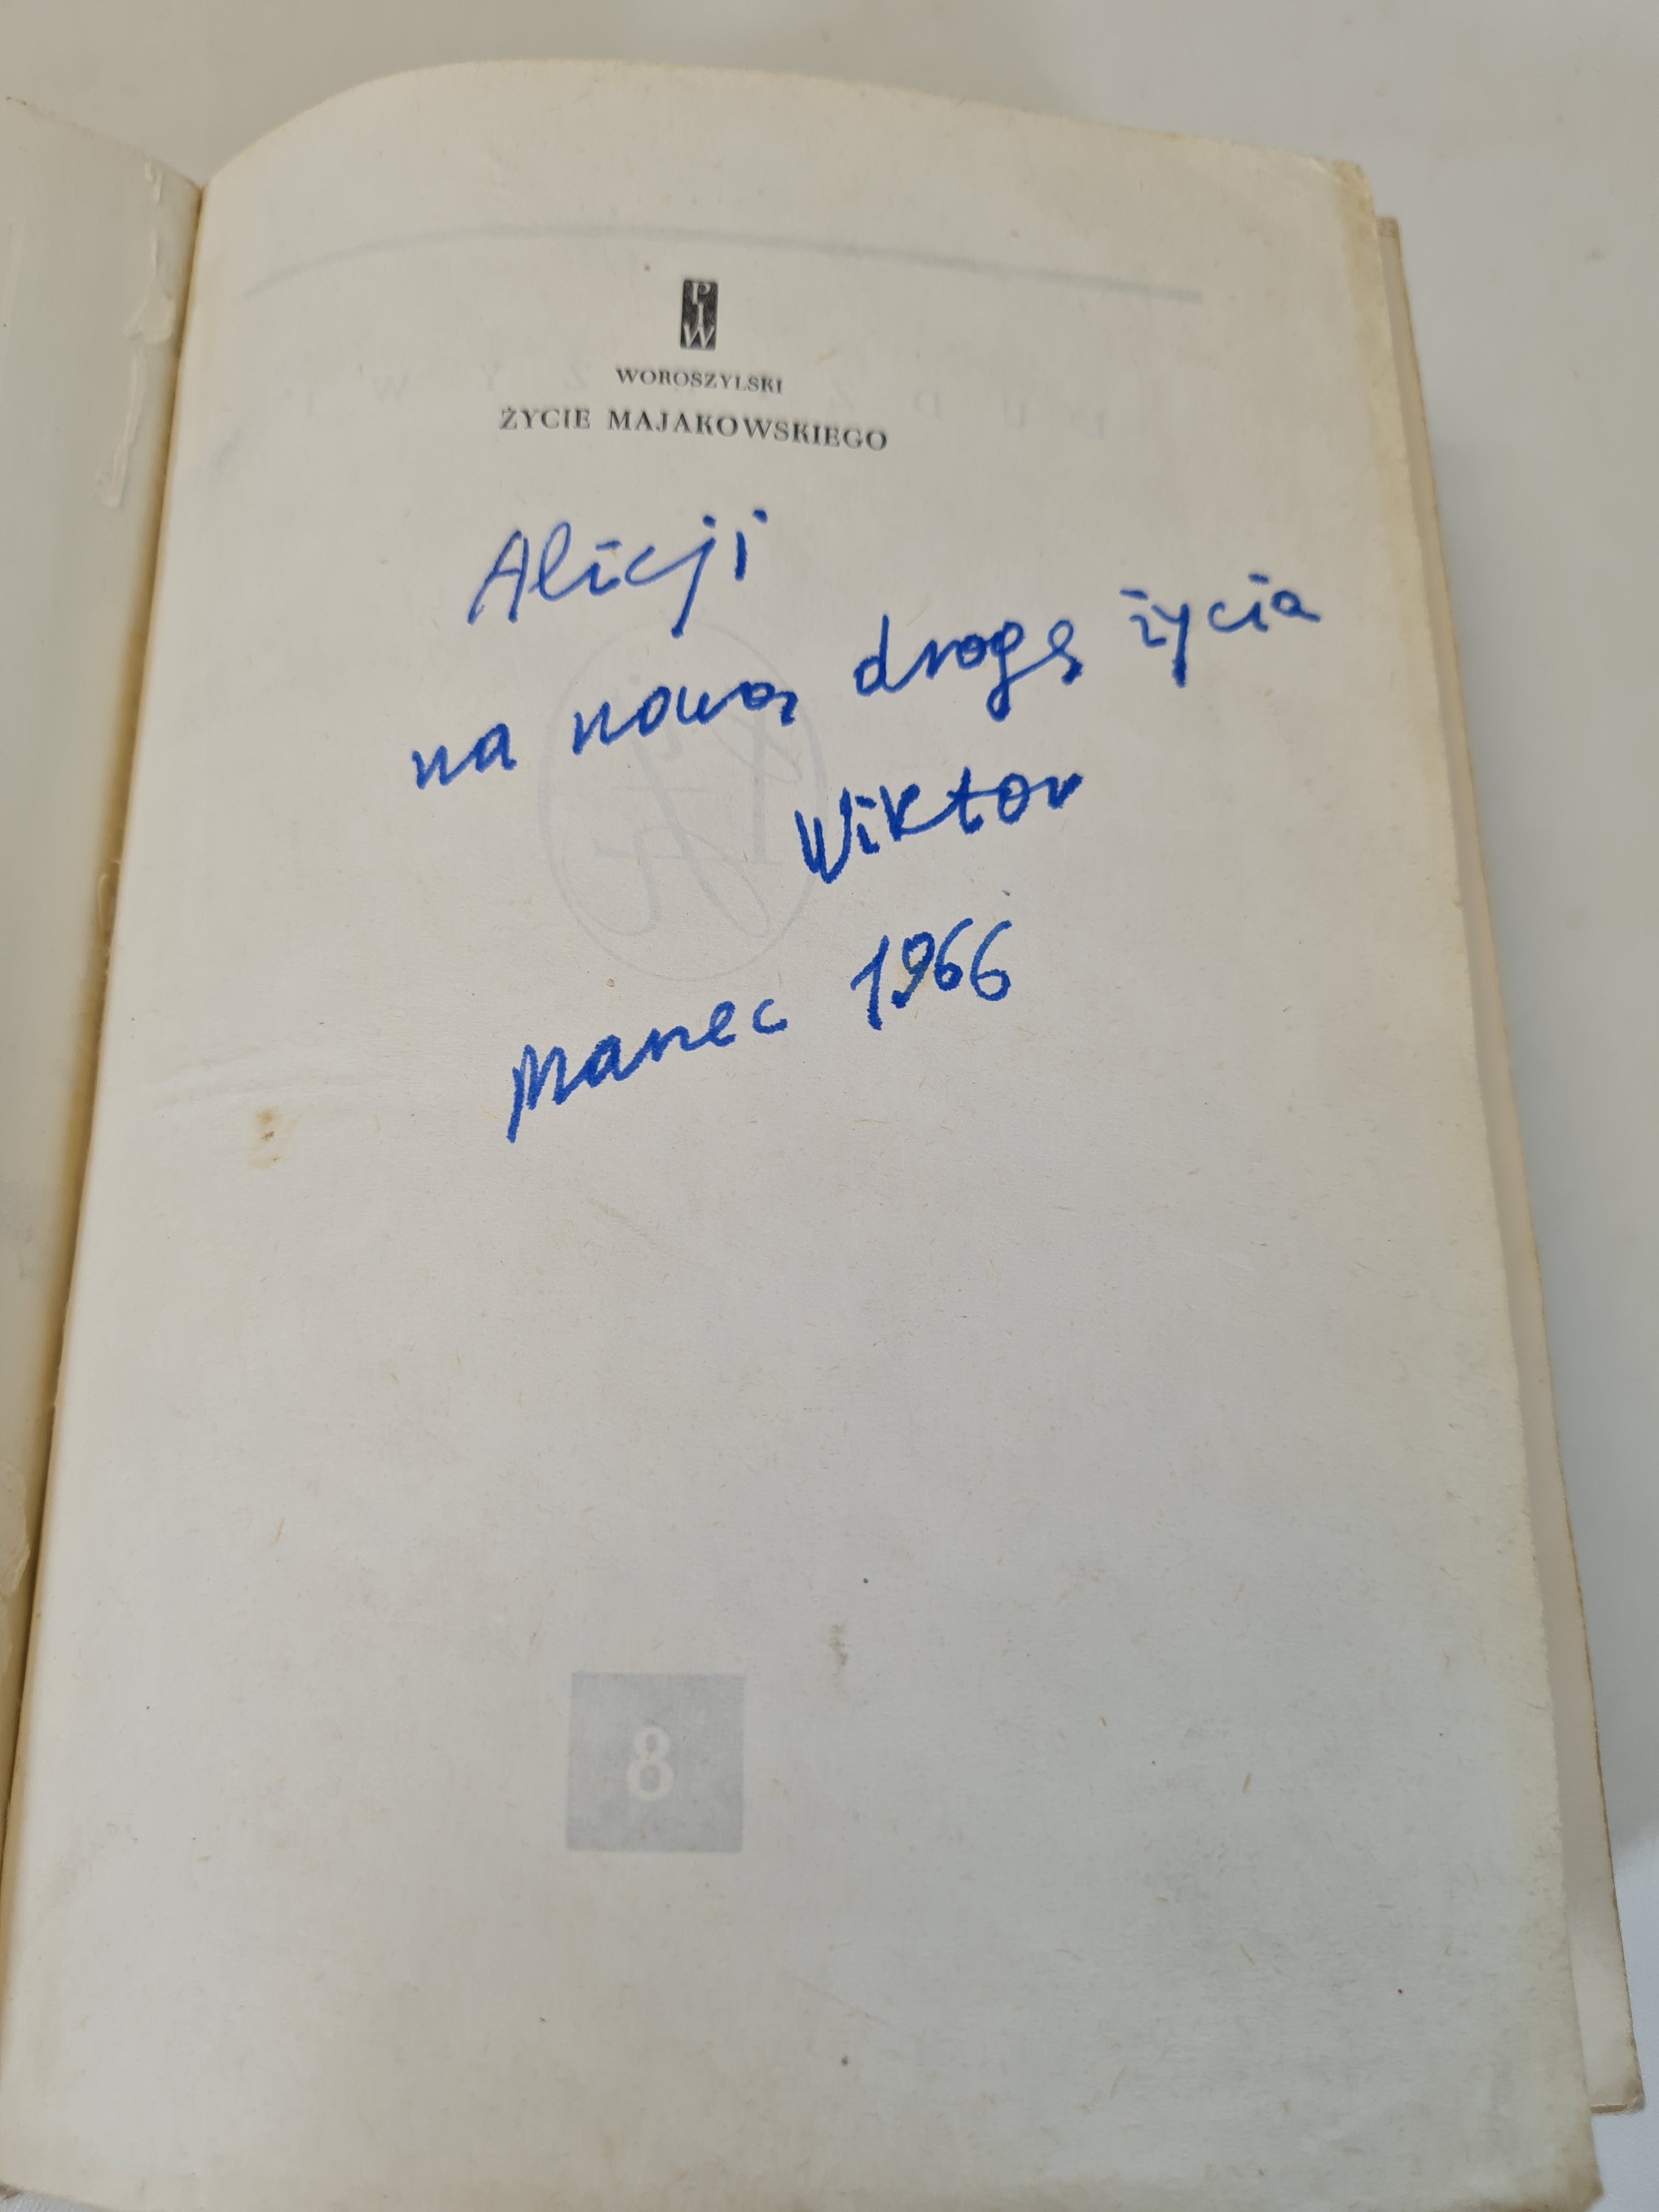 PIW
WOROSZYLSKI
ŻYCIE MAJAKOWSKIEGO
Alicji
na nową drogę życia
Wiktor
Marzec 1966
8